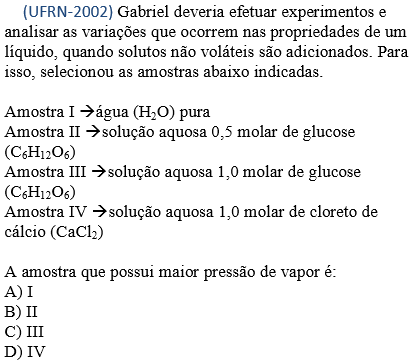 (UFRN-2002) Gabriel deveria efetuar experimentos e
analisar as variações que ocorrem nas propriedades de um
líquido, quando solutos não voláteis são adicionados. Para
isso, selecionou as amostras abaixo indicadas.
Amostra I →água (H₂O) pura
Amostra II →solução aquosa 0,5 molar de glucose
(C₆H₁₂O₆)
Amostra III →solução aquosa 1,0 molar de glucose
(C₆H₁₂O₆)
Amostra IV →solução aquosa 1,0 molar de cloreto de
cálcio (CaCl₂)
A amostra que possui maior pressão de vapor é:
A) I
B) II
C) III
D) IV